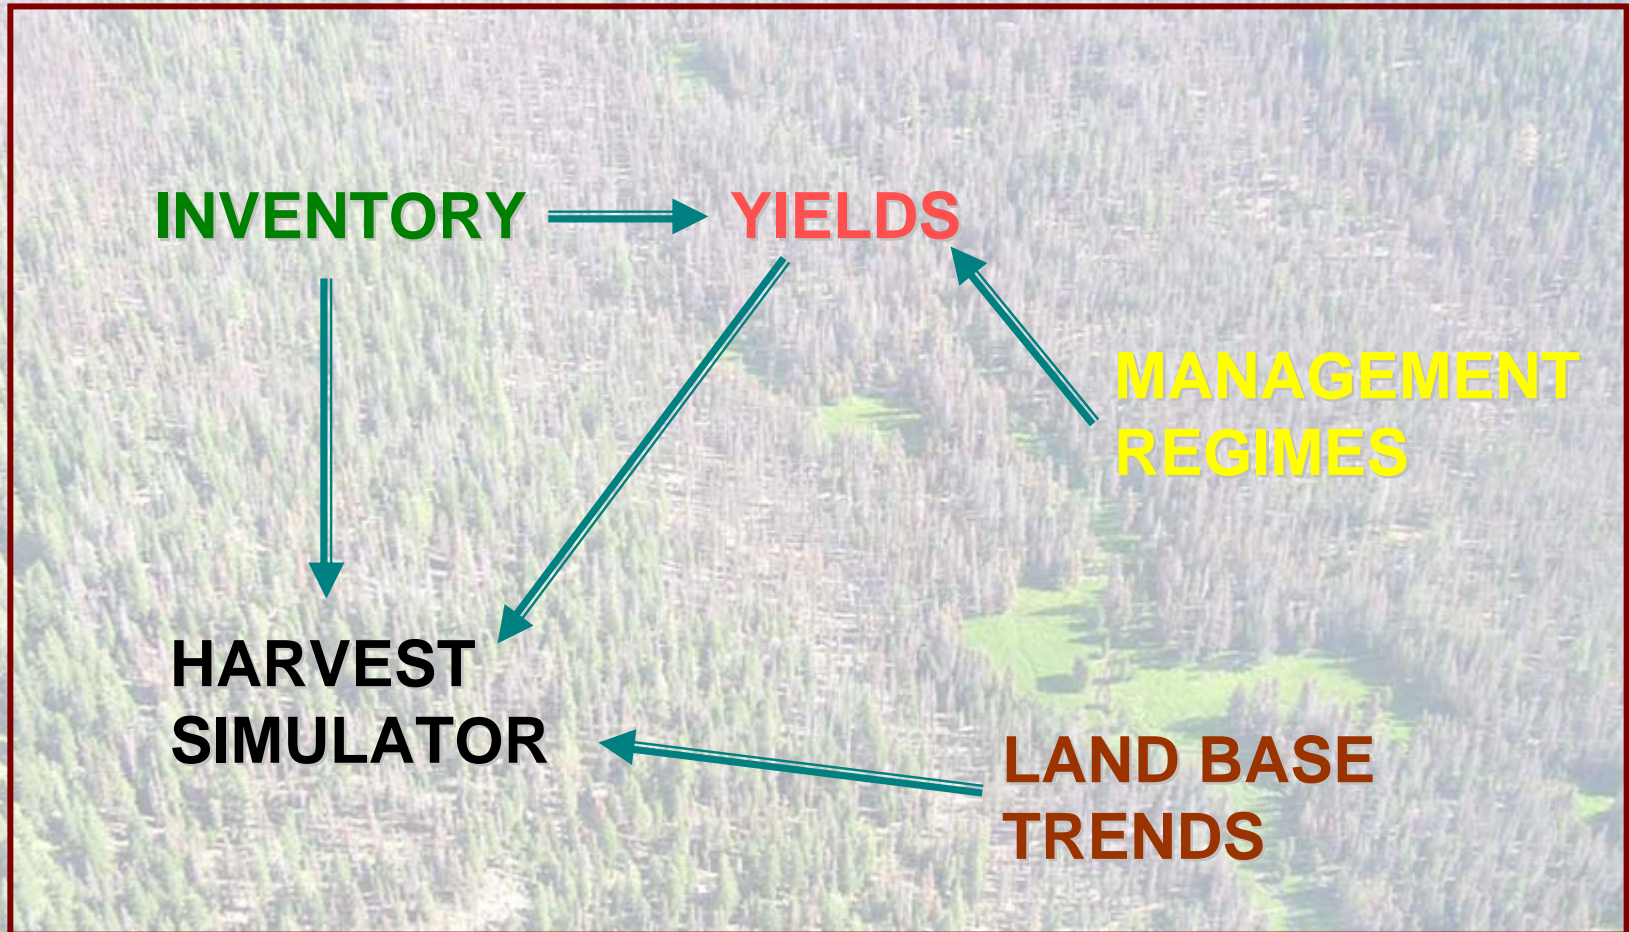 INVENTORY
YIELDS
MANAGEMENT
REGIMES
HARVEST
SIMULATOR
LAND BASE
TRENDS